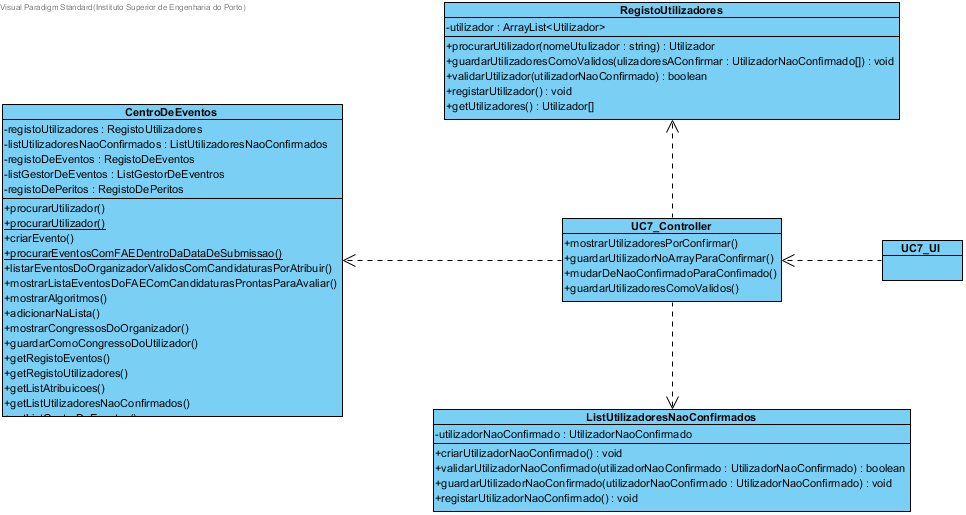 Visual Paradigm Standard(Instituto Superior de Engenharia do Porto)
RegistoUtilizadores
-utilizador : ArrayList<Utilizador>
+procurarUtilizador(nomeUtulizador : string) : Utilizador
+guardarUtilizadoresComoValidos(ulizadoresAConfirmar : UtilizadorNaoConfirmado[]) : void
+validarUtilizador(utilizadorNaoConfirmado) : boolean
+registarUtilizador() : void
+getUtilizadores() : Utilizador[]
CentroDeEventos
-registoUtilizadores : RegistoUtilizadores
-listUtilizadoresNaoConfirmados : ListUtilizadoresNaoConfirmados
-registoDeEventos : RegistoDeEventos
-listGestorDeEventos : ListGestorDeEventros
-registoDePeritos : RegistoDePeritos
+procurarUtilizador()
+procurarUtilizador()
+criarEvento()
+procurarEventosComFAEDentroDaDataDeSubmissao()
+listarEventosDoOrganizadorValidosComCandidaturasPorAtribuir()
+mostrarListaEventosDoFAEComCandidaturasProntasParaAvaliar()
+mostrarAlgoritmos()
+adicionarNaLista()
+mostrarCongressosDoOrganizador()
+guardarComoCongressoDoUtilizador()
+getRegistoEventos()
+getRegistoUtilizadores()
+getListAtribuicoes()
+getListUtilizadoresNaoConfirmados()
UC7_Controller
+mostrarUtilizadoresPorConfirmar()
+guardarUtilizadorNoArrayParaConfirmar()
+mudarDeNaoConfirmadoParaConfimado()
+guardarUtilizadoresComoValidos()
UC7_UI
ListUtilizadoresNaoConfirmados
-utilizadorNaoConfirmado : UtilizadorNaoConfirmado
+criarUtilizadorNaoConfirmado() : void
+validarUtilizadorNaoConfirmado(utilizadorNaoConfirmado : UtilizadorNaoConfirmado) : boolean
+guardarUtilizadorNaoConfirmado(utilizadorNaoConfirmado : UtilizadorNaoConfirmado) : void
+registarUtilizadorNaoConfirmado() : void